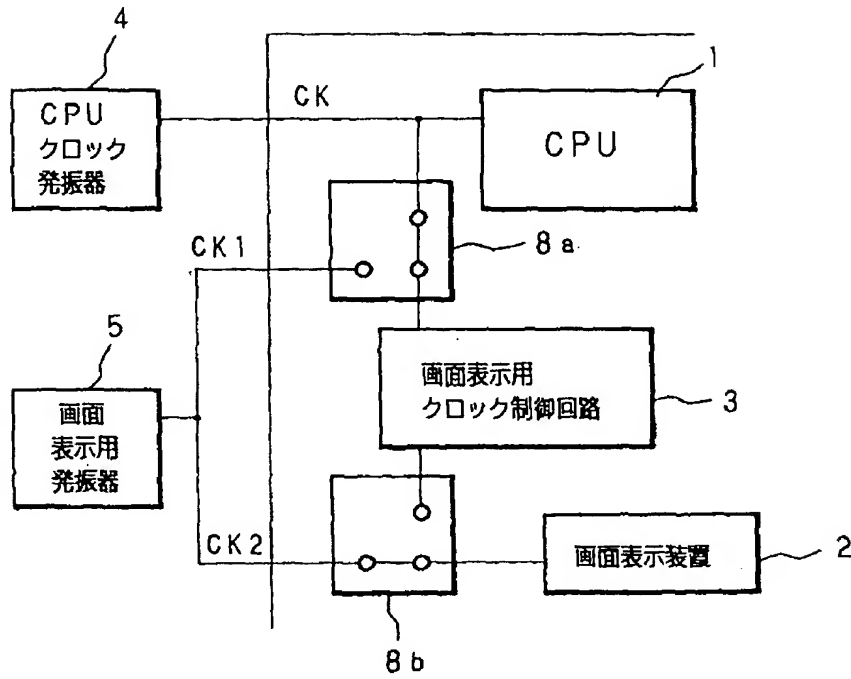 4
1
CPU
クロック
発振器
CK
CPU
CK1
8a
5
画面
表示用
発振器
画面表示用
クロック制御回路
3
CK2
画面表示装置
2
8b